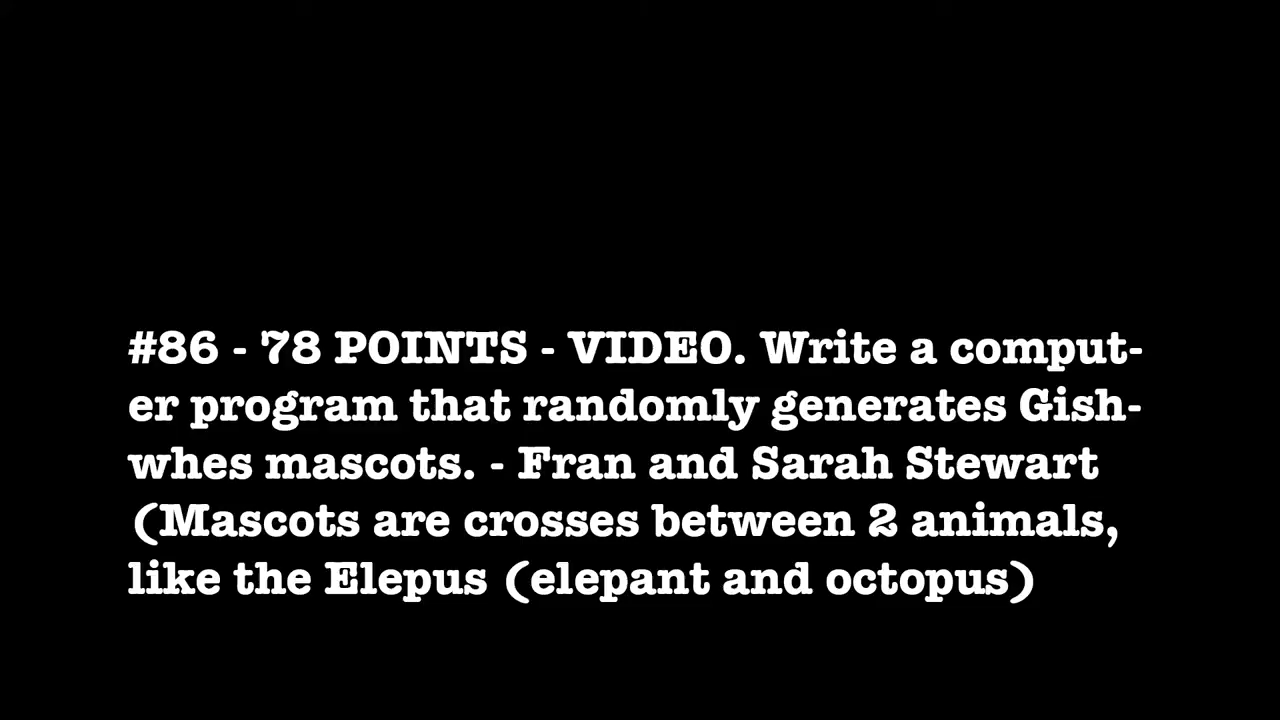 #86 - 78 POINTS - VIDEO. Write a comput-
er program that randomly generates Gish-
whes mascots. - Fran and Sarah Stewart
(Mascots are crosses between 2 animals,
like the Elepus (elepant and octopus)